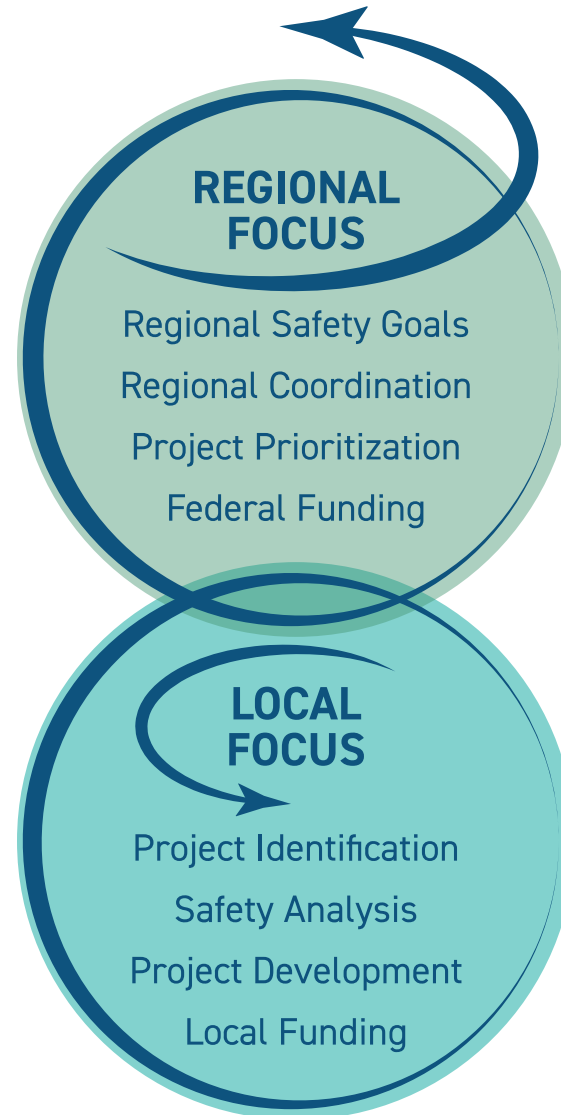 REGIONAL
FOCUS
Regional Safety Goals
Regional Coordination
Project Prioritization
Federal Funding
LOCAL
FOCUS
Project Identification
Safety Analysis
Project Development
Local Funding